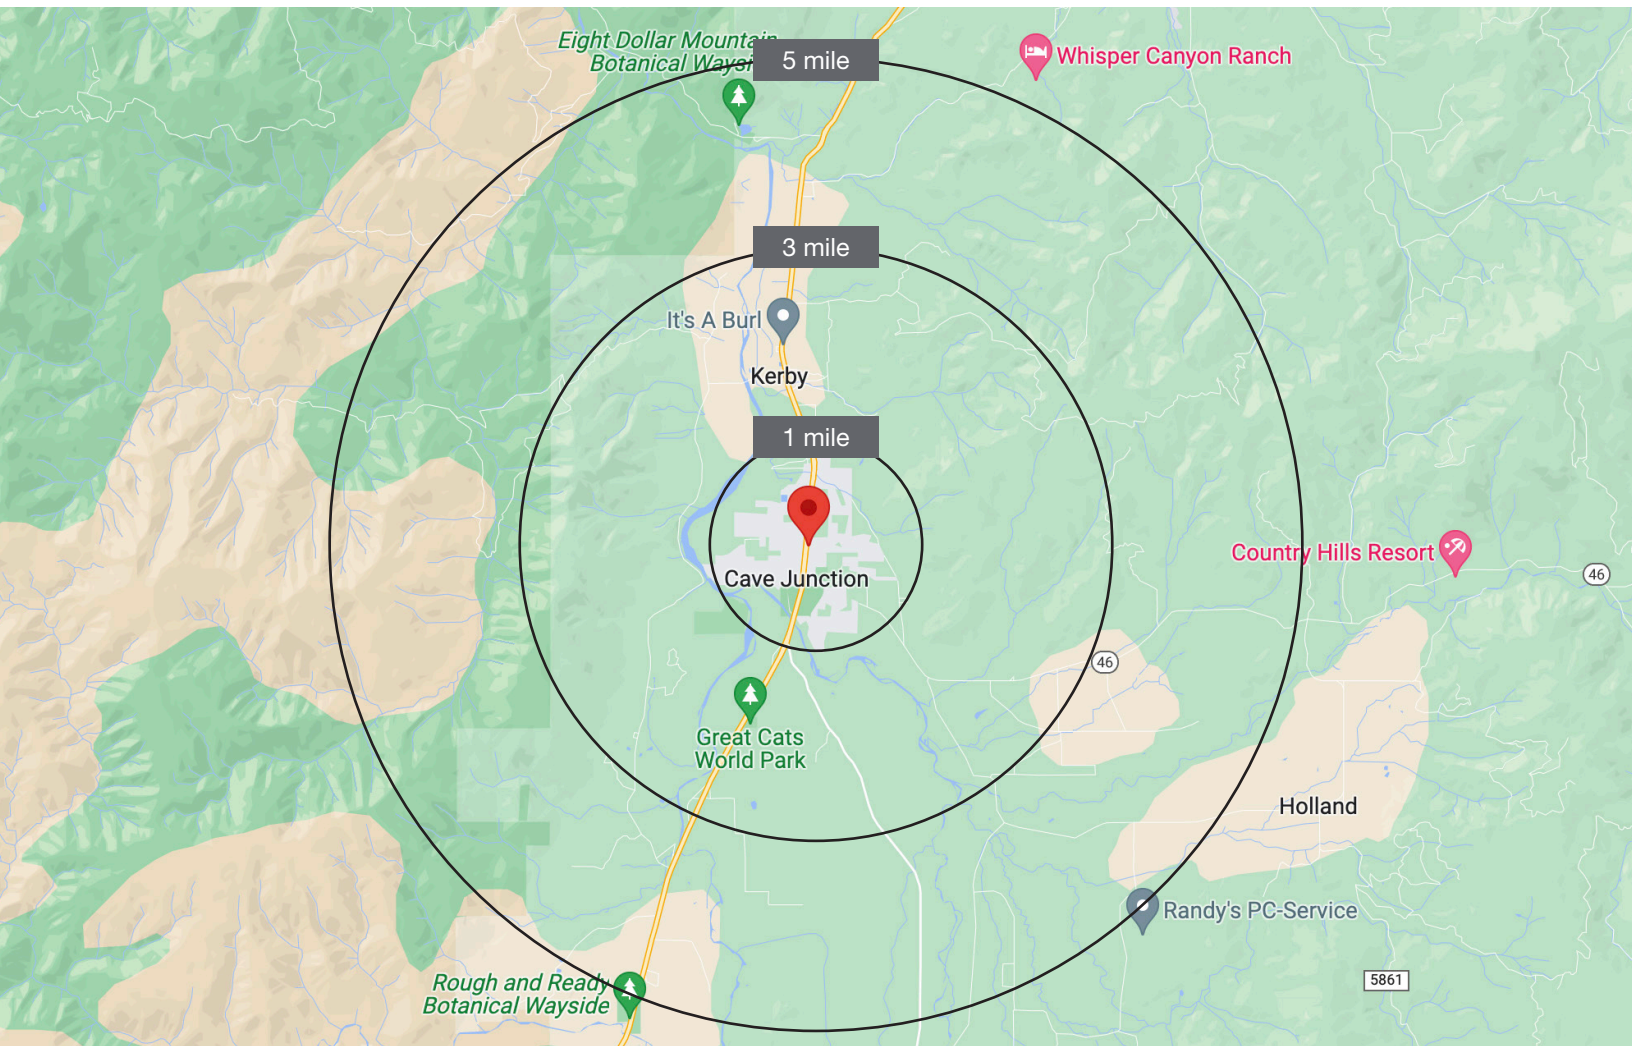 Eight Dollar Mountain
Botanical Waysi
5 mile
Whisper Canyon Ranch
3 mile
It's A Burl
Kerby
1 mile
Cave Junction
Country Hills Resort
46
46
Great Cats
World Park
Holland
Randy's PC-Service
5861
Rough and Ready
Botanical Wayside